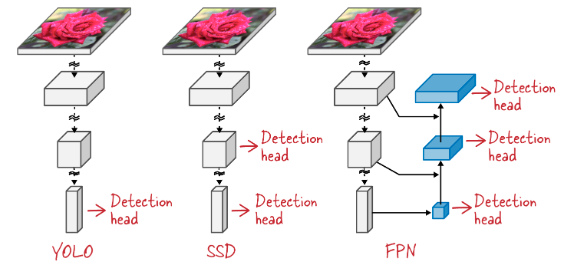 Detection
head
Detection
head
Detection
head
Detection
head
Detection
head
Detection
head
YOLO
SSD
FPN